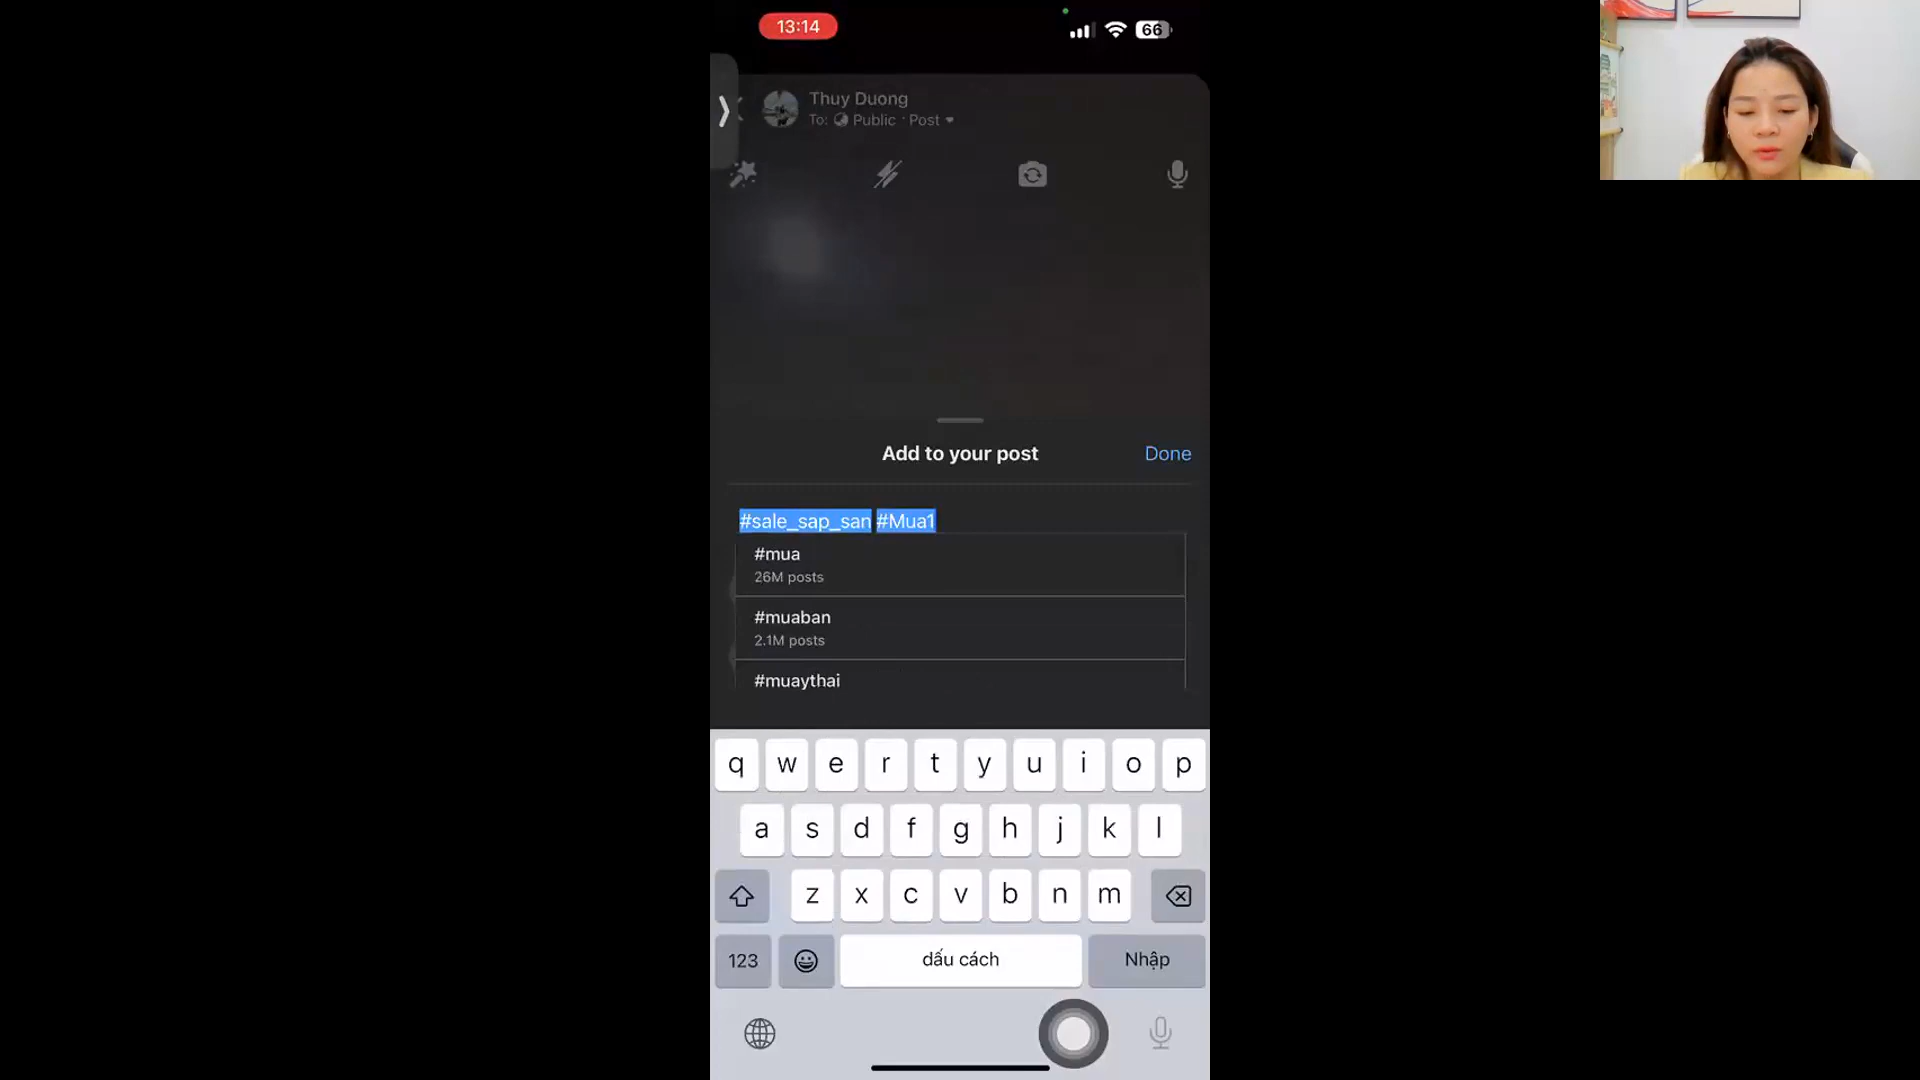 13:14
66
Thuy Duong
To: Public · Post
Add to your post
Done
#sale_sap_san #Mua1
#mua
26M posts
#muaban
2.1M posts
#muaythai
q w e r t y u i o p
a s d f g h j k l
z x c v b n m
123
dấu cách
Nhập